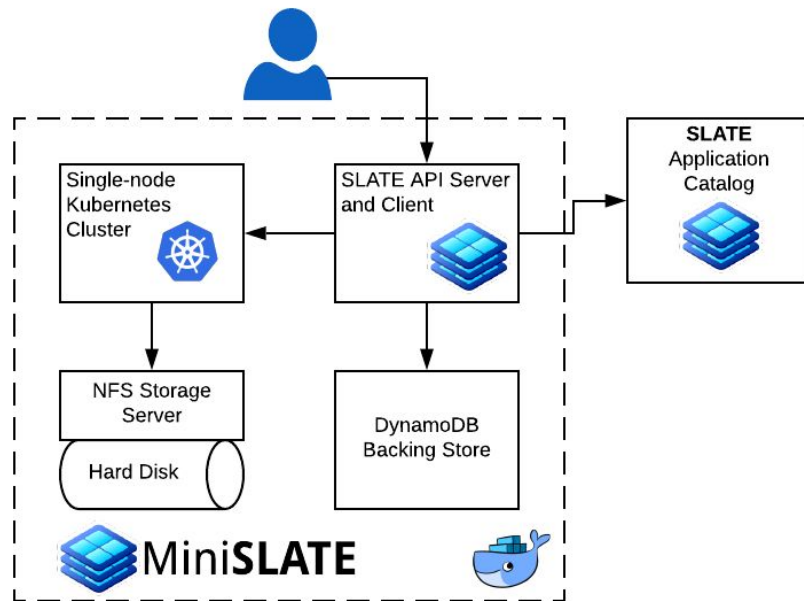 Single-node
Kubernetes
Cluster
SLATE API Server
and Client
SLATE
Application
Catalog
NFS Storage
Server
Hard Disk
DynamoDB
Backing Store
MiniSLATE